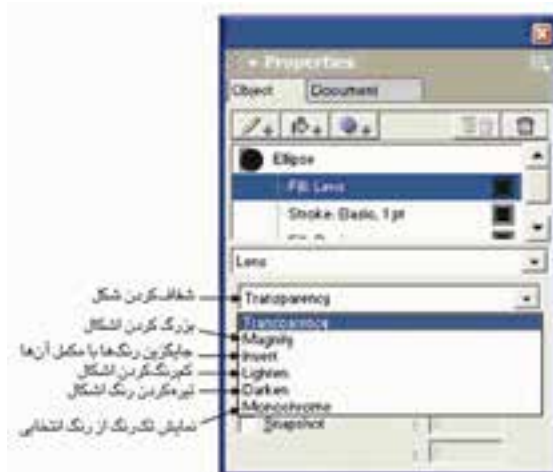 Properties
Object Document
Ellipse
Fill: Lens
Stroke: Basic, 1 pt
Lens
شفاف‌کردن شکل
Transparency
Transparency
بزرگ کردن اشکال
Magnify
جایگزین رنگ‌ها با مکمل آن‌ها
Invert
کم‌رنگ‌کردن اشکال
Lighten
تیره‌کردن رنگ اشکال
Darken
نمایش تک‌رنگ از رنگ انتخابی
Monochrome
Snapshot